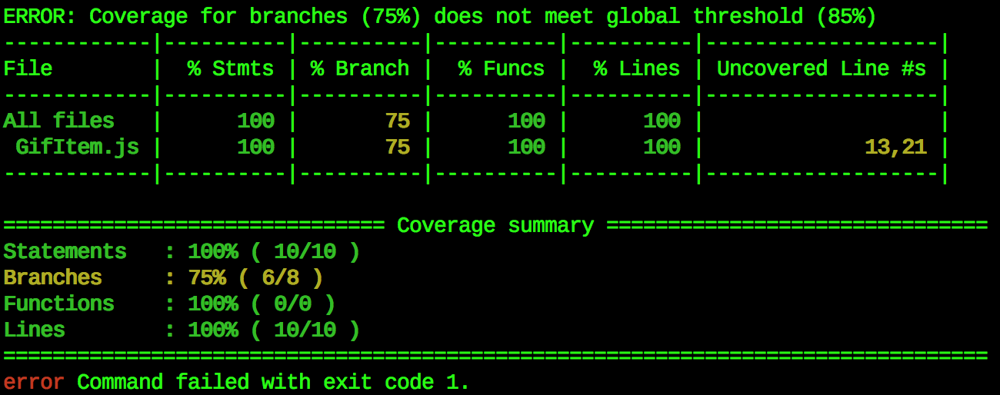 ERROR: Coverage for branches (75%) does not meet global threshold (85%)
------------|----------|----------|----------|----------|-------------------|
File        |  % Stmts | % Branch |  % Funcs |  % Lines | Uncovered Line #s |
------------|----------|----------|----------|----------|-------------------|
All files   |      100 |       75 |      100 |      100 |                   |
 GifItem.js |      100 |       75 |      100 |      100 |             13,21 |
------------|----------|----------|----------|----------|-------------------|
=============================== Coverage summary ===============================
Statements   : 100% ( 10/10 )
Branches     : 75% ( 6/8 )
Functions    : 100% ( 0/0 )
Lines        : 100% ( 10/10 )
================================================================================
error Command failed with exit code 1.